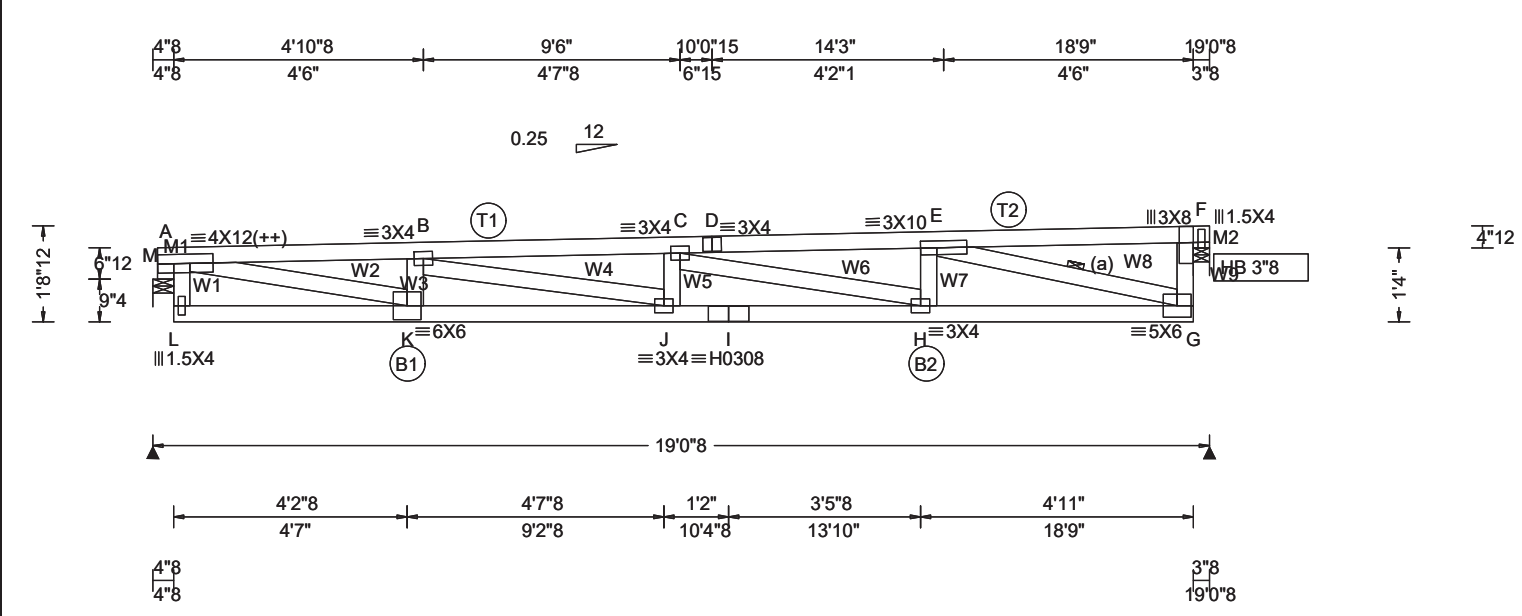 4"8 4'10"8 9'6" 10'0"15 14'3" 18'9" 19'0"8
4"8 4'6" 4'7"8 6"15 4'2"1 4'6" 3"8
0.25 12
T1 T2
A ≡4X12(++) ≡3X4 B ≡3X4 C D ≡3X4 ≡3X10 E |||3X8 F |||1.5X4
M M1 M2
1'8"12 6"12 9"4 4"12 1'4"
W1 W2 W3 W4 W5 W6 W7 (a) W8 W9 HB 3"8
L K ≡6X6 J I H ≡3X4 ≡5X6 G
|||1.5X4 B1 ≡3X4 ≡H0308 B2
19'0"8
4'2"8 4'7"8 1'2" 3'5"8 4'11"
4'7" 9'2"8 10'4"8 13'10" 18'9"
4"8 3"8
4"8 19'0"8